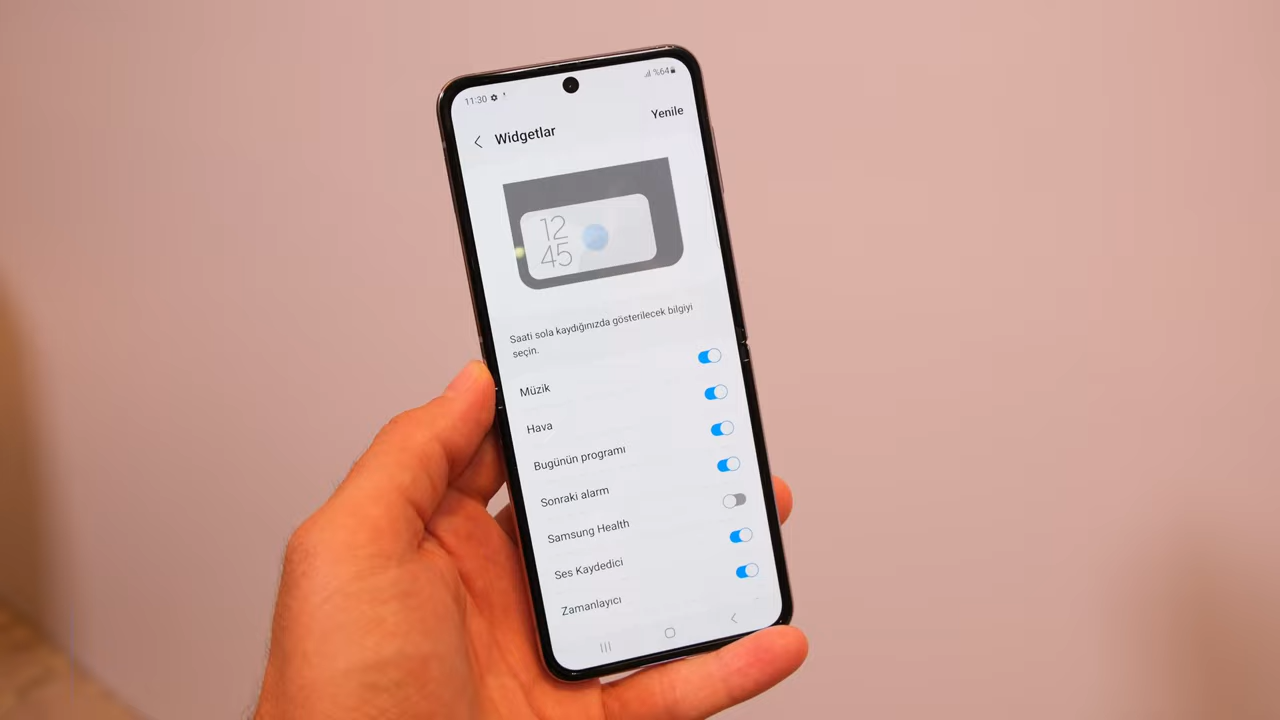 11:30
%64
Yenile
Widgetlar
12
45
Saati sola kaydığınızda gösterilecek bilgiyi
seçin.
Müzik
Hava
Bugünün programı
Sonraki alarm
Samsung Health
Ses Kaydedici
Zamanlayıcı